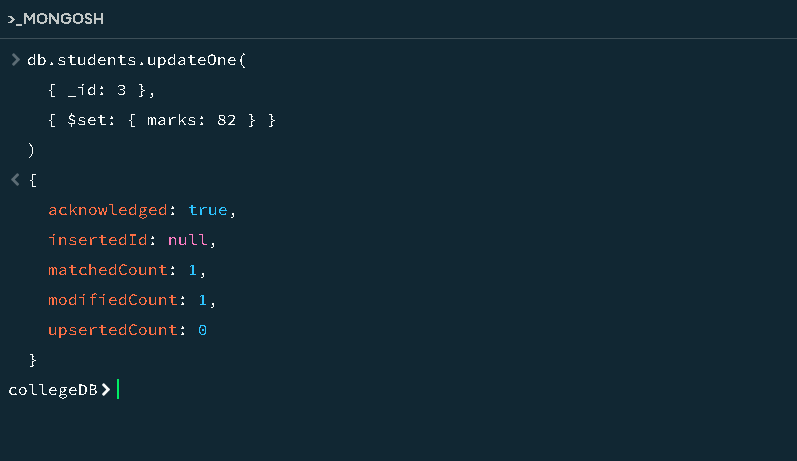 >_MONGOSH
> db.students.updateOne(
{ _id: 3 },
{ $set: { marks: 82 } }
)
< {
acknowledged: true,
insertedId: null,
matchedCount: 1,
modifiedCount: 1,
upsertedCount: 0
}
collegeDB>